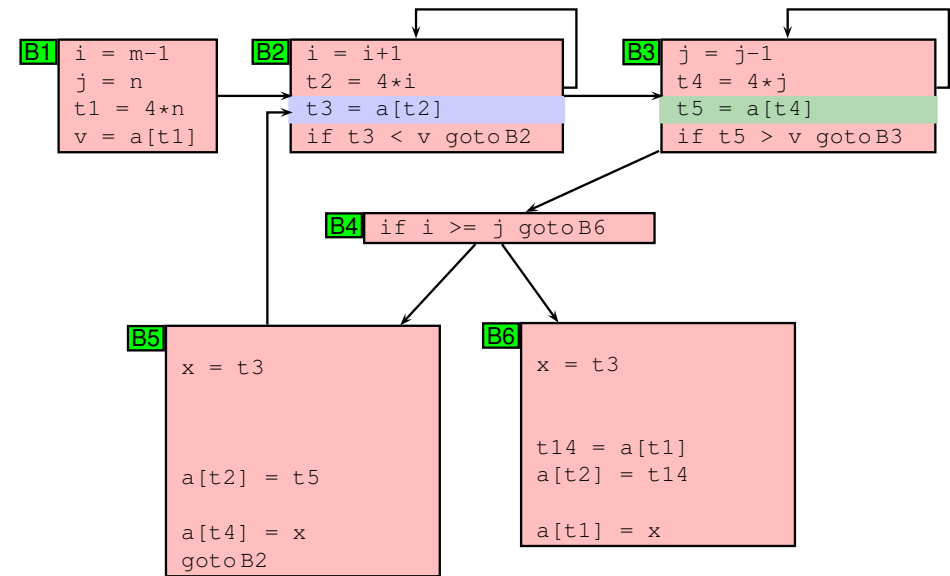 B1
i = m-1
j = n
t1 = 4*n
v = a[t1]
B2
i = i+1
t2 = 4*i
t3 = a[t2]
if t3 < v goto B2
B3
j = j-1
t4 = 4*j
t5 = a[t4]
if t5 > v goto B3
B4
if i >= j goto B6
B5
x = t3
a[t2] = t5
a[t4] = x
goto B2
B6
x = t3
t14 = a[t1]
a[t2] = t14
a[t1] = x